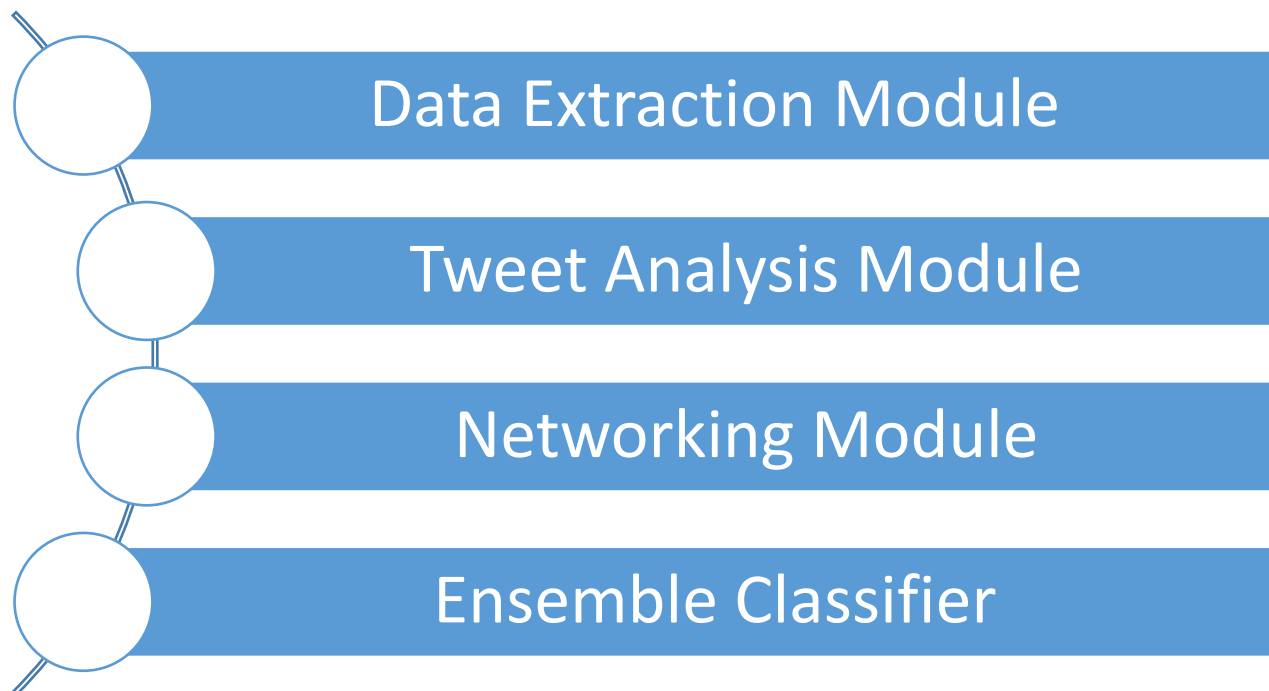 Data Extraction Module
Tweet Analysis Module
Networking Module
Ensemble Classifier